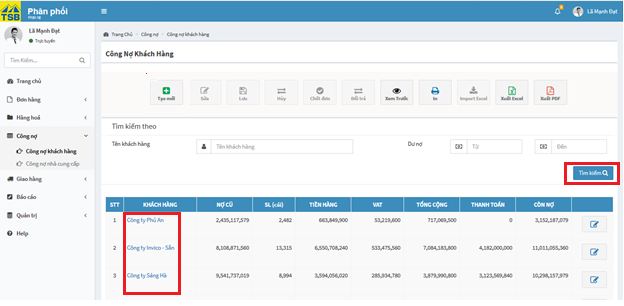 TSB Phân phối
Nhật ký
Lã Mạnh Đạt
Lã Mạnh Đạt
Trực tuyến
Tìm Kiếm...
Trang chủ
Đơn hàng
Hàng hoá
Công nợ
Công nợ khách hàng
Công nợ nhà cung cấp
Giao hàng
Báo cáo
Quản trị
Help
Trang Chủ > Công nợ > Công nợ khách hàng
Công Nợ Khách Hàng
Tạo mới Sửa Lưu Hủy Chốt đơn Đổi trả Xem Trước In Import Excel Xuất Excel Xuất PDF
Tìm kiếm theo
Tên khách hàng Tên khách hàng Dư nợ Từ Đến
Tìm kiếm
STT KHÁCH HÀNG NỢ CŨ SL (cái) TIỀN HÀNG VAT TỔNG CỘNG THANH TOÁN CÒN NỢ
1 Công ty Phú An 2,435,117,579 2,482 663,849,900 53,219,600 717,069,500 0 3,152,187,079
2 Công ty Invico - Sắn 8,108,871,560 13,315 6,550,708,240 533,475,560 7,084,183,800 4,182,000,000 11,011,055,360
3 Công ty Sáng Hà 9,541,737,019 8,994 3,594,056,020 285,934,780 3,879,990,800 3,123,569,840 10,298,157,979